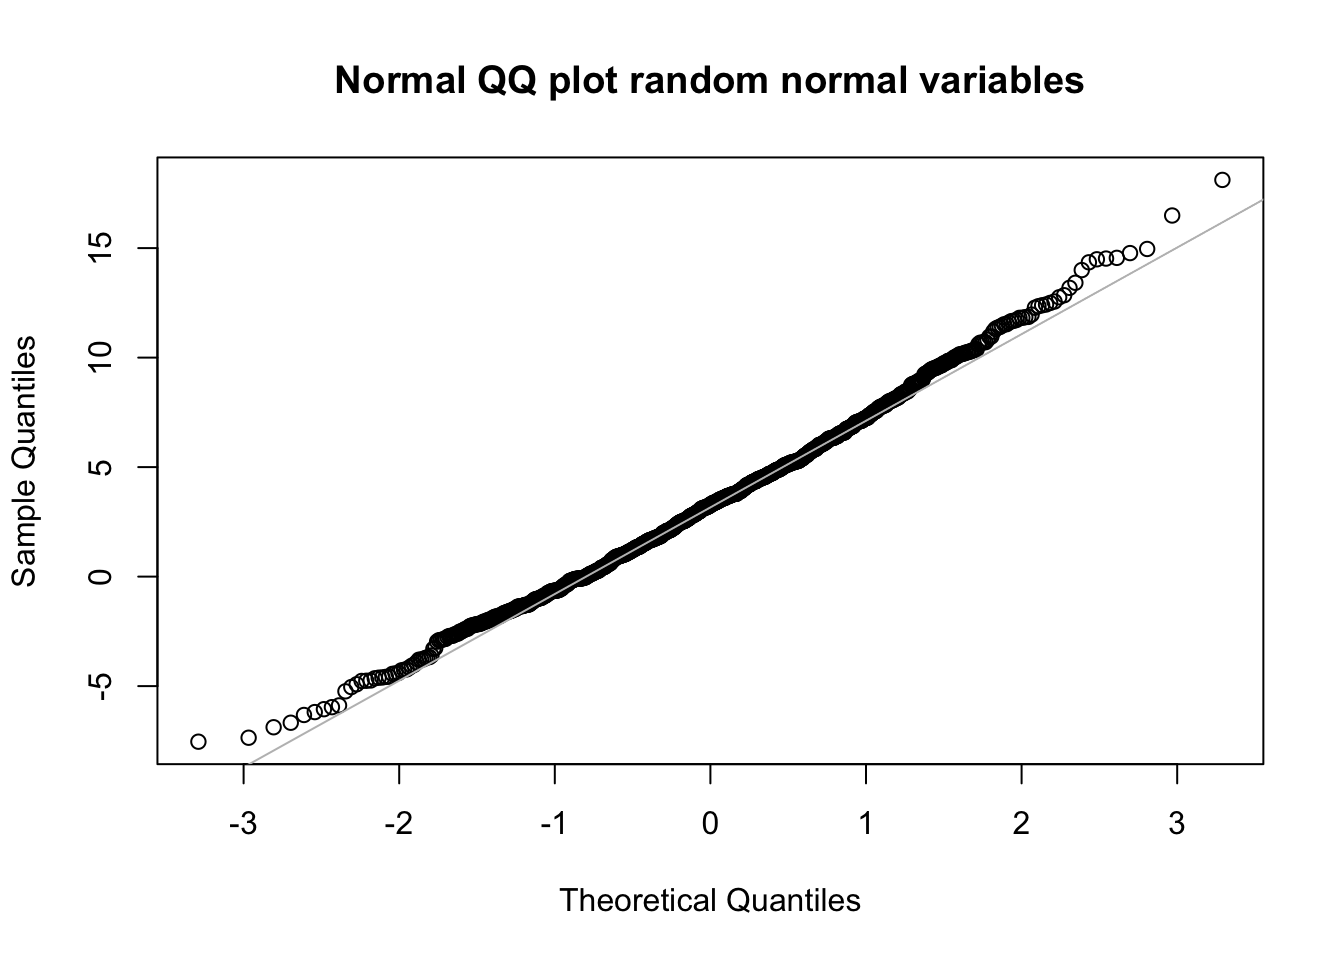 Normal QQ plot random normal variables
Sample Quantiles
15
10
5
0
-5
-3 -2 -1 0 1 2 3
Theoretical Quantiles